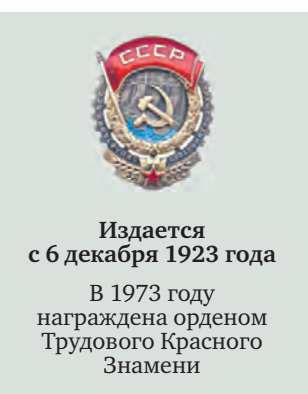 СССР
Издается
с 6 декабря 1923 года
В 1973 году
награждена орденом
Трудового Красного
Знамени